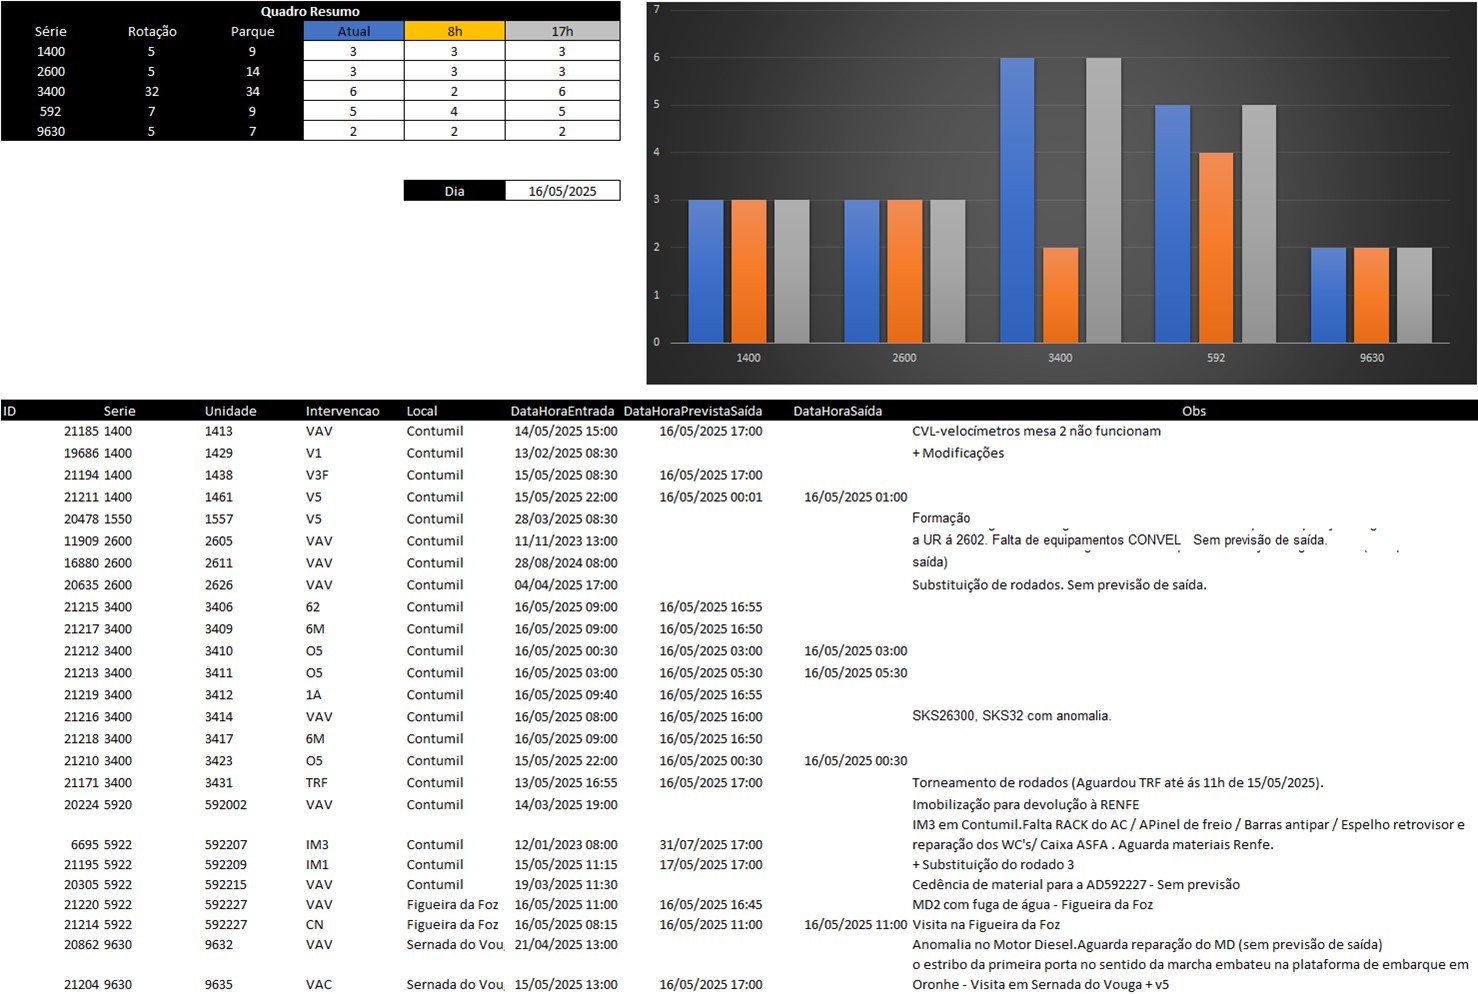 Quadro Resumo
Série Rotação Parque Atual 8h 17h
1400 5 9 3 3 3
2600 5 14 3 3 3
3400 32 34 6 2 6
592 7 9 5 4 5
9630 5 7 2 2 2
Dia 16/05/2025
7
6
5
4
3
2
1
0
1400 2600 3400 592 9630
ID Serie Unidade Intervencao Local DataHoraEntrada DataHoraPrevistaSaída DataHoraSaída Obs
21185 1400 1413 VAV Contumil 14/05/2025 15:00 16/05/2025 17:00 CVL-velocímetros mesa 2 não funcionam
19686 1400 1429 V1 Contumil 13/02/2025 08:30 + Modificações
21194 1400 1438 V3F Contumil 15/05/2025 08:30 16/05/2025 17:00
21211 1400 1461 V5 Contumil 15/05/2025 22:00 16/05/2025 00:01 16/05/2025 01:00
20478 1550 1557 V5 Contumil 28/03/2025 08:30 Formação
11909 2600 2605 VAV Contumil 11/11/2023 13:00 a UR á 2602. Falta de equipamentos CONVEL Sem previsão de saída.
16880 2600 2611 VAV Contumil 28/08/2024 08:00 saída)
20635 2600 2626 VAV Contumil 04/04/2025 17:00 Substituição de rodados. Sem previsão de saída.
21215 3400 3406 62 Contumil 16/05/2025 09:00 16/05/2025 16:55
21217 3400 3409 6M Contumil 16/05/2025 09:00 16/05/2025 16:50
21212 3400 3410 O5 Contumil 16/05/2025 00:30 16/05/2025 03:00 16/05/2025 03:00
21213 3400 3411 O5 Contumil 16/05/2025 03:00 16/05/2025 05:30 16/05/2025 05:30
21219 3400 3412 1A Contumil 16/05/2025 09:40 16/05/2025 16:55
21216 3400 3414 VAV Contumil 16/05/2025 08:00 16/05/2025 16:00 SKS26300, SKS32 com anomalia.
21218 3400 3417 6M Contumil 16/05/2025 09:00 16/05/2025 16:50
21210 3400 3423 O5 Contumil 15/05/2025 22:00 16/05/2025 00:30 16/05/2025 00:30
21171 3400 3431 TRF Contumil 13/05/2025 16:55 16/05/2025 17:00 Torneamento de rodados (Aguardou TRF até ás 11h de 15/05/2025).
20224 5920 592002 VAV Contumil 14/03/2025 19:00 Imobilização para devolução à RENFE
IM3 em Contumil.Falta RACK do AC / APinel de freio / Barras antipar / Espelho retrovisor e
6695 5922 592207 IM3 Contumil 12/01/2023 08:00 31/07/2025 17:00 reparação dos WC's/ Caixa ASFA . Aguarda materiais Renfe.
21195 5922 592209 IM1 Contumil 15/05/2025 11:15 17/05/2025 17:00 + Substituição do rodado 3
20305 5922 592215 VAV Contumil 19/03/2025 11:30 Cedência de material para a AD592227 - Sem previsão
21220 5922 592227 VAV Figueira da Foz 16/05/2025 11:00 16/05/2025 16:45 MD2 com fuga de água - Figueira da Foz
21214 5922 592227 CN Figueira da Foz 16/05/2025 08:15 16/05/2025 11:00 16/05/2025 11:00 Visita na Figueira da Foz
20862 9630 9632 VAV Sernada do Voug 21/04/2025 13:00 Anomalia no Motor Diesel.Aguarda reparação do MD (sem previsão de saída)
o estribo da primeira porta no sentido da marcha embateu na plataforma de embarque em
21204 9630 9635 VAC Sernada do Voug 15/05/2025 13:00 16/05/2025 17:00 Oronhe - Visita em Sernada do Vouga + v5